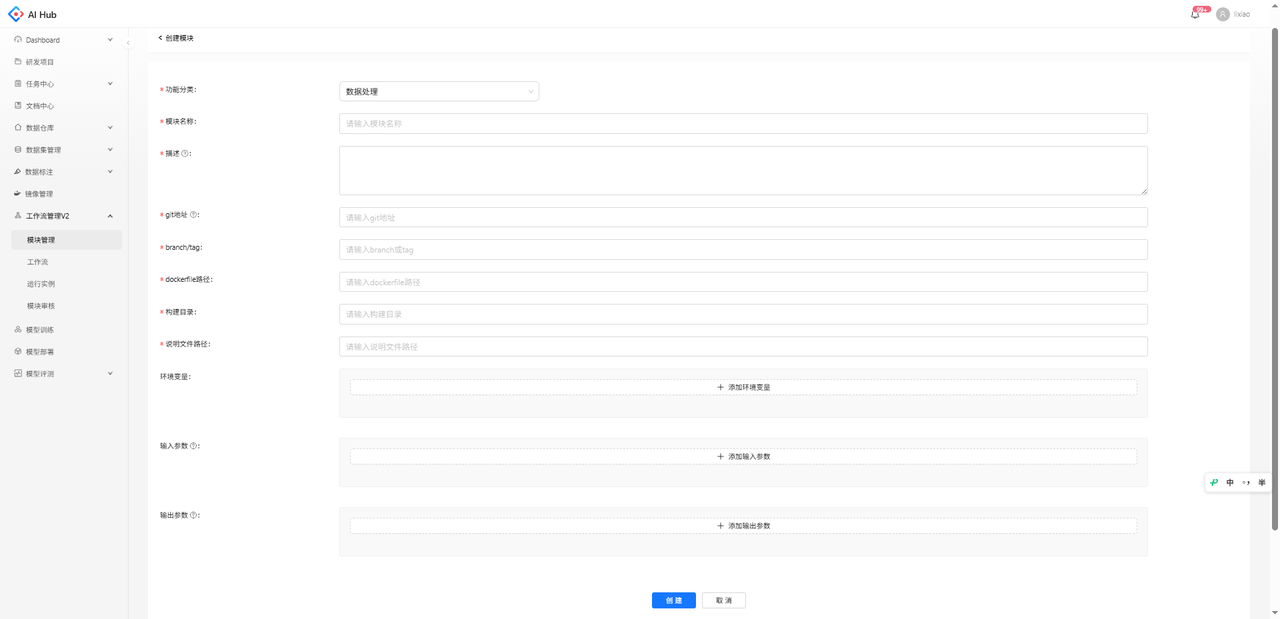 AI Hub
99+
lixiao
Dashboard
研发项目
任务中心
文档中心
数据仓库
数据集管理
数据标注
镜像管理
工作流管理V2
模块管理
工作流
运行实例
模块审核
模型训练
模型部署
模型评测
创建模块
* 功能分类:
数据处理
* 模块名称:
请输入模块名称
* 描述 ?:
* git地址 ?:
请输入git地址
* branch/tag:
请输入branch或tag
* dockerfile路径:
请输入dockerfile路径
* 构建目录:
请输入构建目录
* 说明文件路径:
请输入说明文件路径
环境变量:
+ 添加环境变量
输入参数 ?:
+ 添加输入参数
输出参数 ?:
+ 添加输出参数
创 建
取 消
中 半